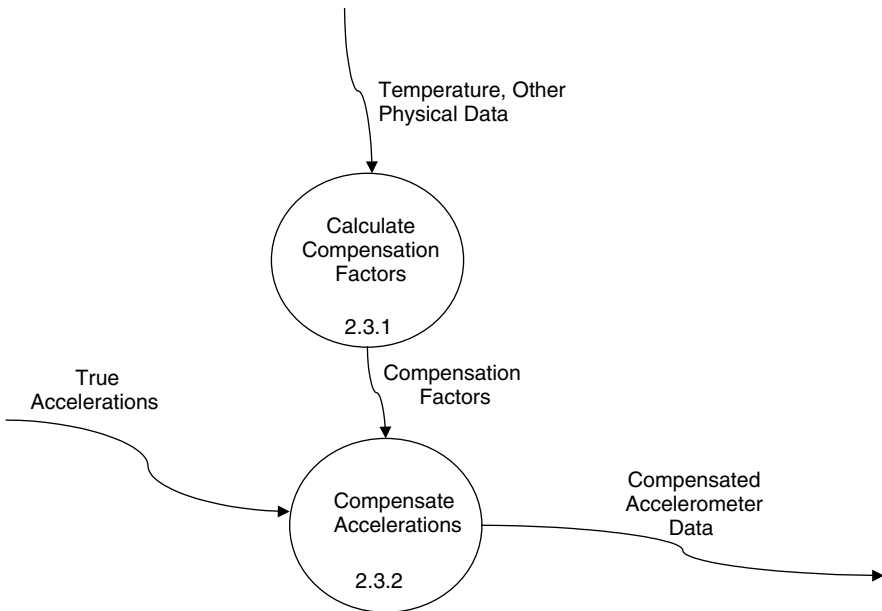 Temperature, Other
Physical Data
Calculate
Compensation
Factors
2.3.1
True
Accelerations
Compensation
Factors
Compensate
Accelerations
2.3.2
Compensated
Accelerometer
Data